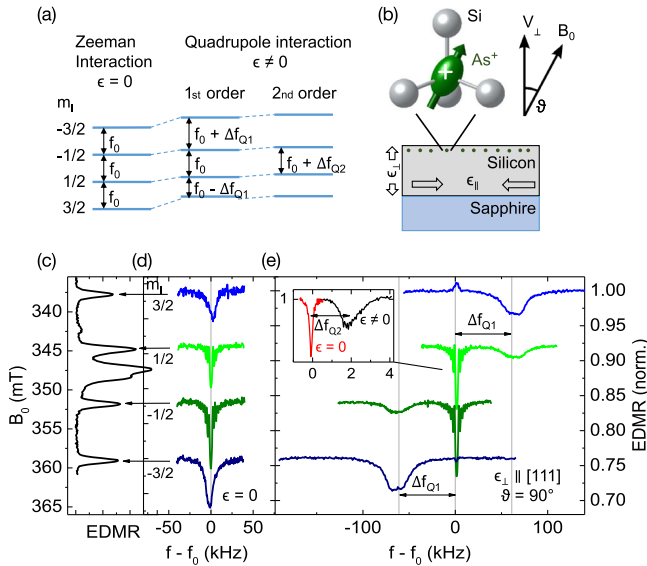 (a)
Zeeman
Interaction
ϵ = 0
Quadrupole interaction
ϵ ≠ 0
1st order
2nd order
mI
-3/2
-1/2
1/2
3/2
f0
f0
f0
f0 + ΔfQ1
f0
f0 - ΔfQ1
f0 + ΔfQ2
(b)
Si
As+
+
V⊥
B0
ϑ
ϵ⊥
Silicon
ϵ||
Sapphire
(c)
B0 (mT)
337
345
350
355
360
365
EDMR
mI
3/2
1/2
-1/2
-3/2
(d)
ϵ = 0
-50
0
50
f - f0 (kHz)
(e)
1
ΔfQ2
ϵ ≠ 0
ϵ = 0
0
2
4
ΔfQ1
ΔfQ1
ϵ⊥ || [111]
ϑ = 90°
-100
0
100
f - f0 (kHz)
1.00
0.95
0.90
0.85
0.80
0.75
0.70
EDMR (norm.)